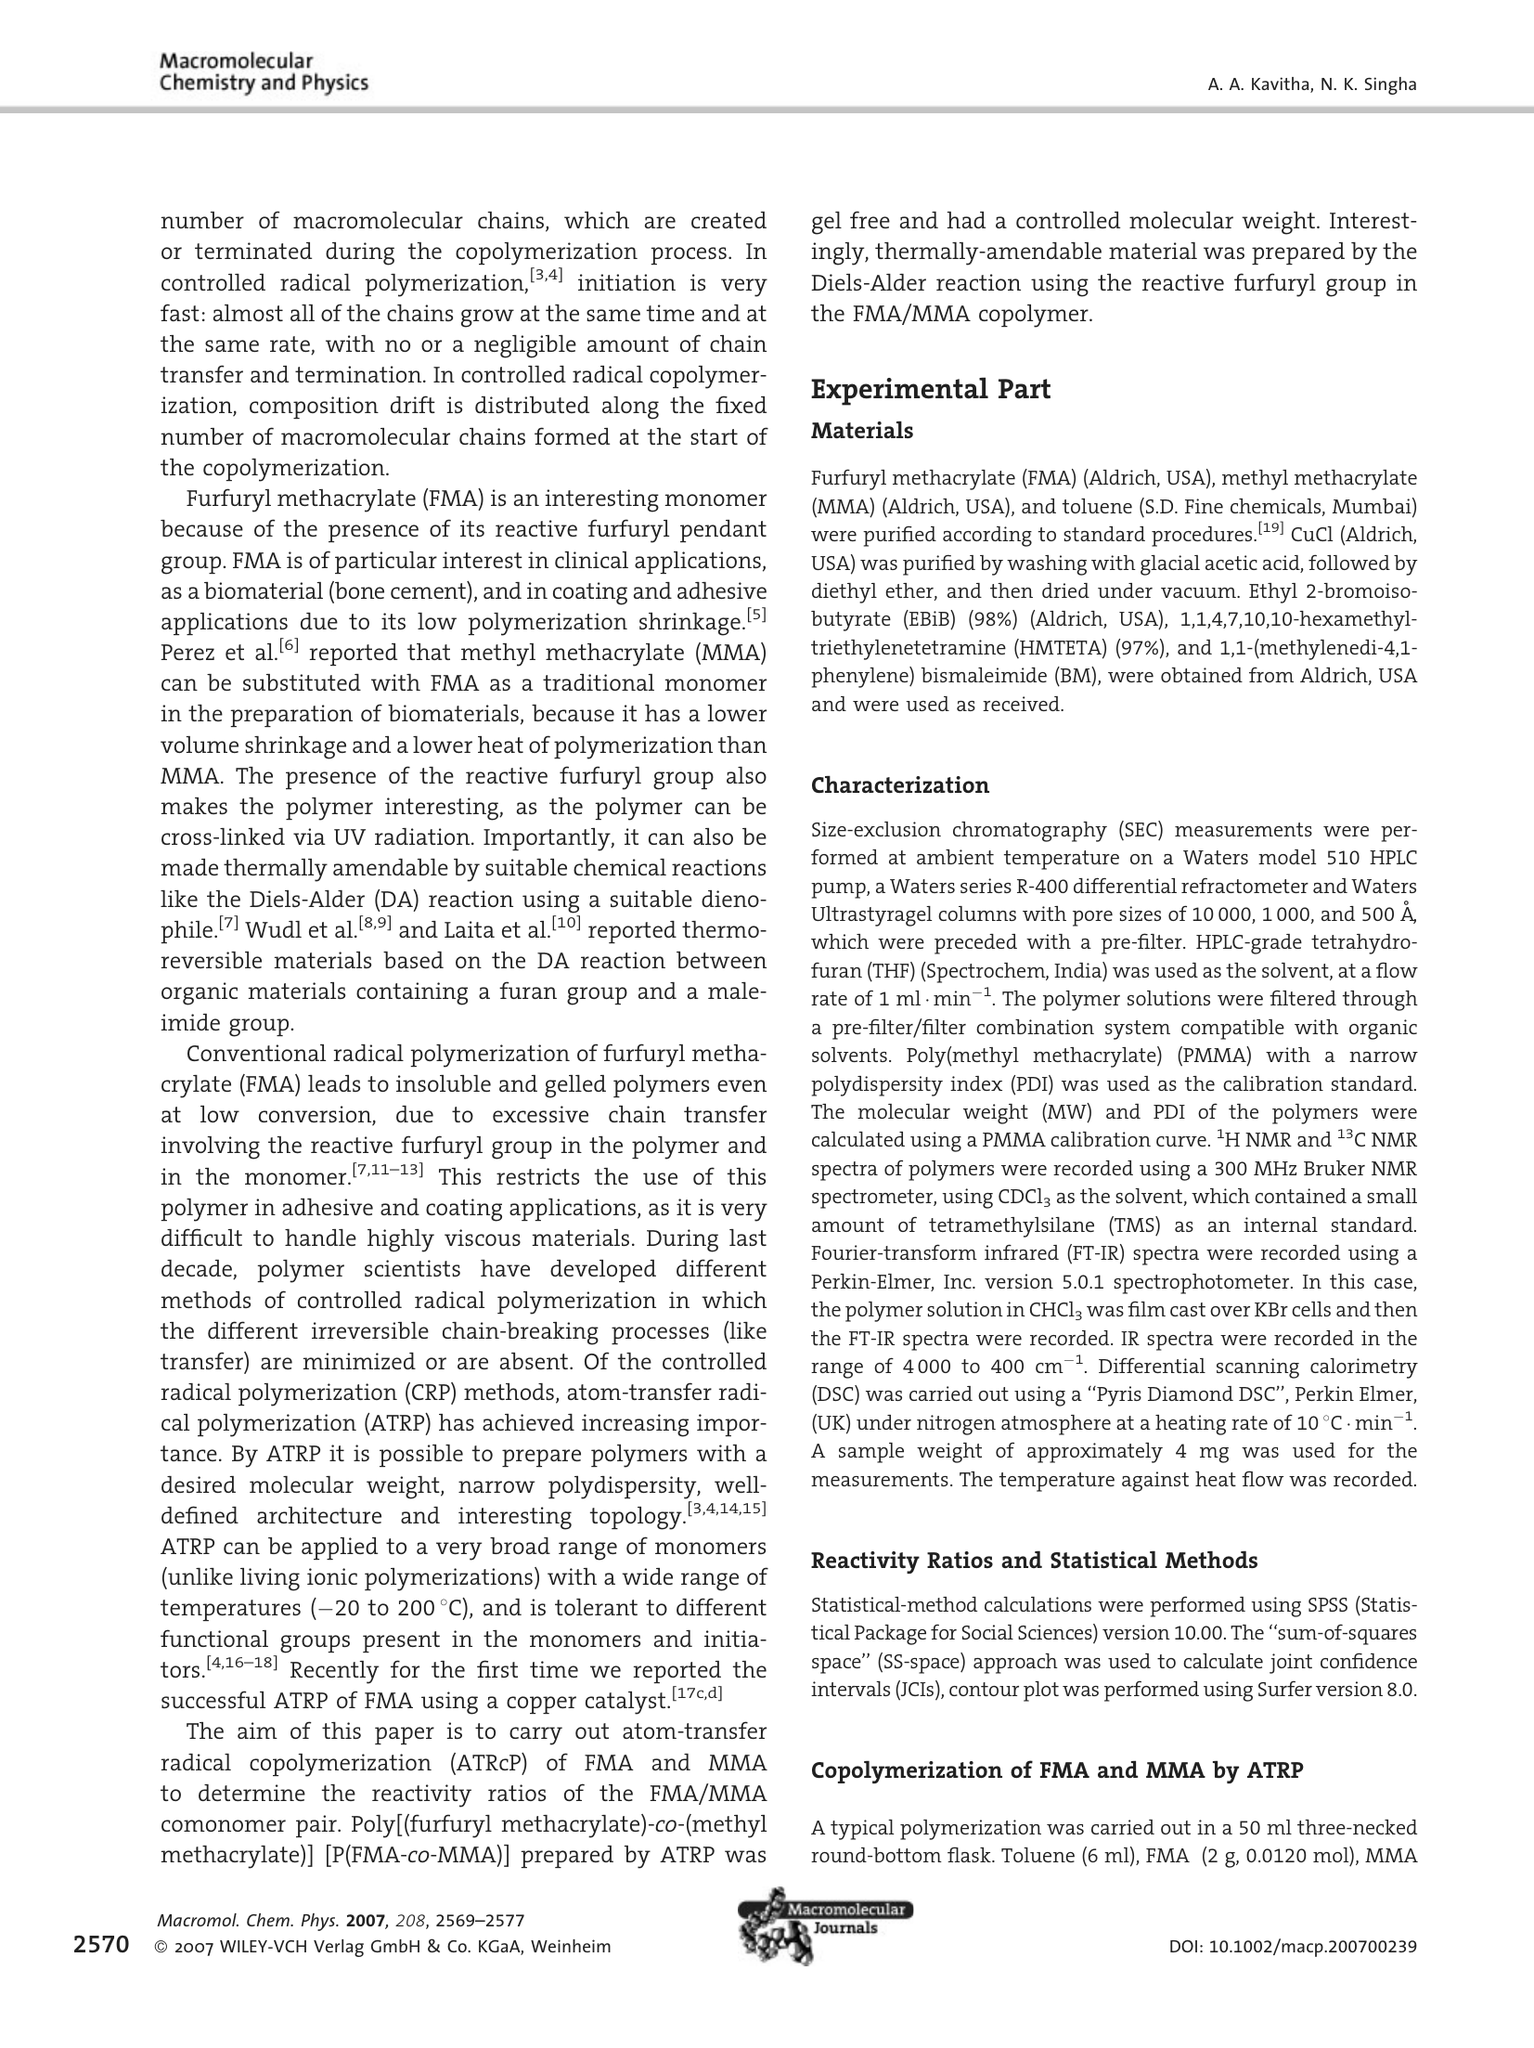 Macromolecular
Chemistry and Physics
A. A. Kavitha, N. K. Singha
number of macromolecular chains, which are created
or terminated during the copolymerization process. In
controlled radical polymerization,[3,4] initiation is very
fast: almost all of the chains grow at the same time and at
the same rate, with no or a negligible amount of chain
transfer and termination. In controlled radical copolymer-
ization, composition drift is distributed along the fixed
number of macromolecular chains formed at the start of
the copolymerization.
Furfuryl methacrylate (FMA) is an interesting monomer
because of the presence of its reactive furfuryl pendant
group. FMA is of particular interest in clinical applications,
as a biomaterial (bone cement), and in coating and adhesive
applications due to its low polymerization shrinkage.[5]
Perez et al.[6] reported that methyl methacrylate (MMA)
can be substituted with FMA as a traditional monomer
in the preparation of biomaterials, because it has a lower
volume shrinkage and a lower heat of polymerization than
MMA. The presence of the reactive furfuryl group also
makes the polymer interesting, as the polymer can be
cross-linked via UV radiation. Importantly, it can also be
made thermally amendable by suitable chemical reactions
like the Diels-Alder (DA) reaction using a suitable dieno-
phile.[7] Wudl et al.[8,9] and Laita et al.[10] reported thermo-
reversible materials based on the DA reaction between
organic materials containing a furan group and a male-
imide group.
Conventional radical polymerization of furfuryl metha-
crylate (FMA) leads to insoluble and gelled polymers even
at low conversion, due to excessive chain transfer
involving the reactive furfuryl group in the polymer and
in the monomer.[7,11–13] This restricts the use of this
polymer in adhesive and coating applications, as it is very
difficult to handle highly viscous materials. During last
decade, polymer scientists have developed different
methods of controlled radical polymerization in which
the different irreversible chain-breaking processes (like
transfer) are minimized or are absent. Of the controlled
radical polymerization (CRP) methods, atom-transfer radi-
cal polymerization (ATRP) has achieved increasing impor-
tance. By ATRP it is possible to prepare polymers with a
desired molecular weight, narrow polydispersity, well-
defined architecture and interesting topology.[3,4,14,15]
ATRP can be applied to a very broad range of monomers
(unlike living ionic polymerizations) with a wide range of
temperatures (−20 to 200 °C), and is tolerant to different
functional groups present in the monomers and initia-
tors.[4,16–18] Recently for the first time we reported the
successful ATRP of FMA using a copper catalyst.[17c,d]
The aim of this paper is to carry out atom-transfer
radical copolymerization (ATRcP) of FMA and MMA
to determine the reactivity ratios of the FMA/MMA
comonomer pair. Poly[(furfuryl methacrylate)-co-(methyl
methacrylate)] [P(FMA-co-MMA)] prepared by ATRP was
gel free and had a controlled molecular weight. Interest-
ingly, thermally-amendable material was prepared by the
Diels-Alder reaction using the reactive furfuryl group in
the FMA/MMA copolymer.
Experimental Part
Materials
Furfuryl methacrylate (FMA) (Aldrich, USA), methyl methacrylate
(MMA) (Aldrich, USA), and toluene (S.D. Fine chemicals, Mumbai)
were purified according to standard procedures.[19] CuCl (Aldrich,
USA) was purified by washing with glacial acetic acid, followed by
diethyl ether, and then dried under vacuum. Ethyl 2-bromoiso-
butyrate (EBiB) (98%) (Aldrich, USA), 1,1,4,7,10,10-hexamethyl-
triethylenetetramine (HMTETA) (97%), and 1,1-(methylenedi-4,1-
phenylene) bismaleimide (BM), were obtained from Aldrich, USA
and were used as received.
Characterization
Size-exclusion chromatography (SEC) measurements were per-
formed at ambient temperature on a Waters model 510 HPLC
pump, a Waters series R-400 differential refractometer and Waters
Ultrastyragel columns with pore sizes of 10 000, 1 000, and 500 Å,
which were preceded with a pre-filter. HPLC-grade tetrahydro-
furan (THF) (Spectrochem, India) was used as the solvent, at a flow
rate of 1 ml · min⁻¹. The polymer solutions were filtered through
a pre-filter/filter combination system compatible with organic
solvents. Poly(methyl methacrylate) (PMMA) with a narrow
polydispersity index (PDI) was used as the calibration standard.
The molecular weight (MW) and PDI of the polymers were
calculated using a PMMA calibration curve. ¹H NMR and ¹³C NMR
spectra of polymers were recorded using a 300 MHz Bruker NMR
spectrometer, using CDCl₃ as the solvent, which contained a small
amount of tetramethylsilane (TMS) as an internal standard.
Fourier-transform infrared (FT-IR) spectra were recorded using a
Perkin-Elmer, Inc. version 5.0.1 spectrophotometer. In this case,
the polymer solution in CHCl₃ was film cast over KBr cells and then
the FT-IR spectra were recorded. IR spectra were recorded in the
range of 4 000 to 400 cm⁻¹. Differential scanning calorimetry
(DSC) was carried out using a “Pyris Diamond DSC”, Perkin Elmer,
(UK) under nitrogen atmosphere at a heating rate of 10 °C · min⁻¹.
A sample weight of approximately 4 mg was used for the
measurements. The temperature against heat flow was recorded.
Reactivity Ratios and Statistical Methods
Statistical-method calculations were performed using SPSS (Statis-
tical Package for Social Sciences) version 10.00. The “sum-of-squares
space” (SS-space) approach was used to calculate joint confidence
intervals (JCIs), contour plot was performed using Surfer version 8.0.
Copolymerization of FMA and MMA by ATRP
A typical polymerization was carried out in a 50 ml three-necked
round-bottom flask. Toluene (6 ml), FMA (2 g, 0.0120 mol), MMA
Macromol. Chem. Phys. 2007, 208, 2569–2577
2570 © 2007 WILEY-VCH Verlag GmbH & Co. KGaA, Weinheim
Macromolecular
Journals
DOI: 10.1002/macp.200700239